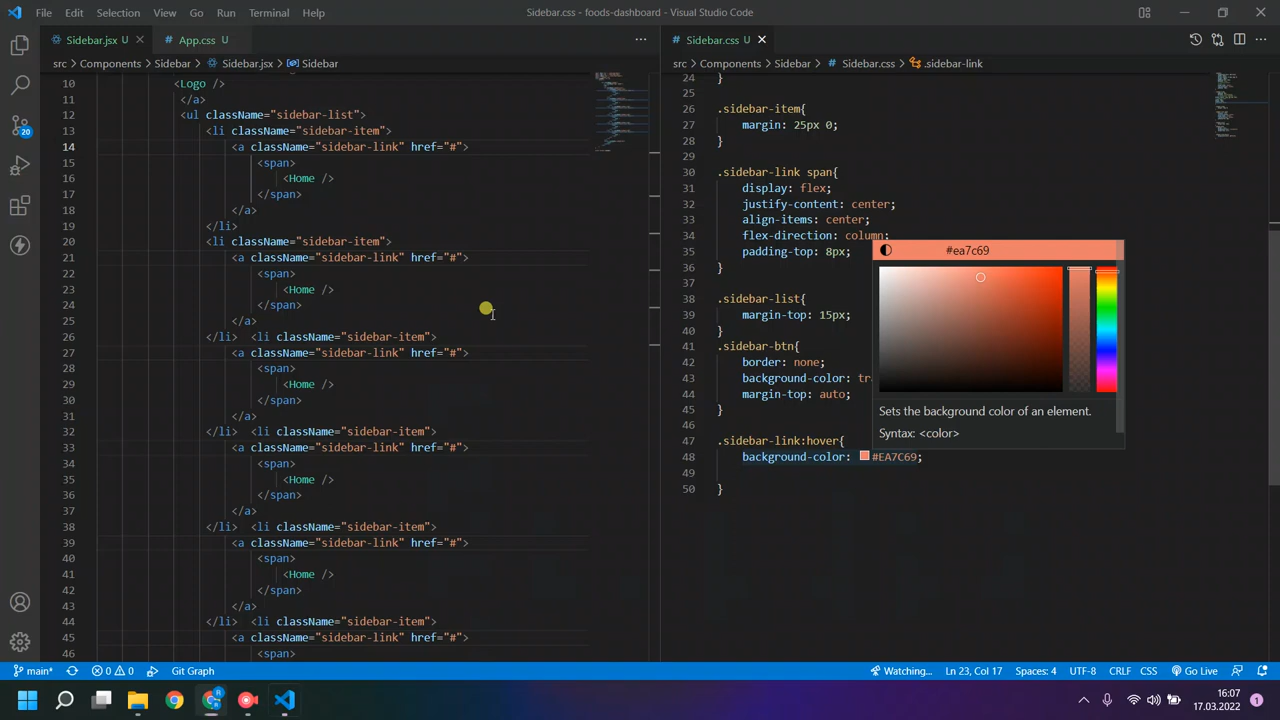 File Edit Selection View Go Run Terminal Help Sidebar.css - foods-dashboard - Visual Studio Code
Sidebar.jsx U App.css U
src Components Sidebar Sidebar.jsx Sidebar
10 <Logo />
11 </a>
12 <ul className="sidebar-list">
13 <li className="sidebar-item">
14 <a className="sidebar-link" href="#">
15 <span>
16 <Home />
17 </span>
18 </a>
19 </li>
20 <li className="sidebar-item">
21 <a className="sidebar-link" href="#">
22 <span>
23 <Home />
24 </span>
25 </a>
26 </li> <li className="sidebar-item">
27 <a className="sidebar-link" href="#">
28 <span>
29 <Home />
30 </span>
31 </a>
32 </li> <li className="sidebar-item">
33 <a className="sidebar-link" href="#">
34 <span>
35 <Home />
36 </span>
37 </a>
38 </li> <li className="sidebar-item">
39 <a className="sidebar-link" href="#">
40 <span>
41 <Home />
42 </span>
43 </a>
44 </li> <li className="sidebar-item">
45 <a className="sidebar-link" href="#">
46 <span>
Sidebar.css U
src Components Sidebar Sidebar.css .sidebar-link
24 }
25
26 .sidebar-item{
27 margin: 25px 0;
28 }
29
30 .sidebar-link span{
31 display: flex;
32 justify-content: center;
33 align-items: center;
34 flex-direction: column;
35 padding-top: 8px;
36 }
37
38 .sidebar-list{
39 margin-top: 15px;
40 }
41 .sidebar-btn{
42 border: none;
43 background-color: tra
44 margin-top: auto;
45 }
46
47 .sidebar-link:hover{
48 background-color: #EA7C69;
49
50 }
#ea7c69
Sets the background color of an element.
Syntax: <color>
20
main* 0 0 Git Graph Watching... Ln 23, Col 17 Spaces: 4 UTF-8 CRLF CSS Go Live
R
16:07
17.03.2022
1